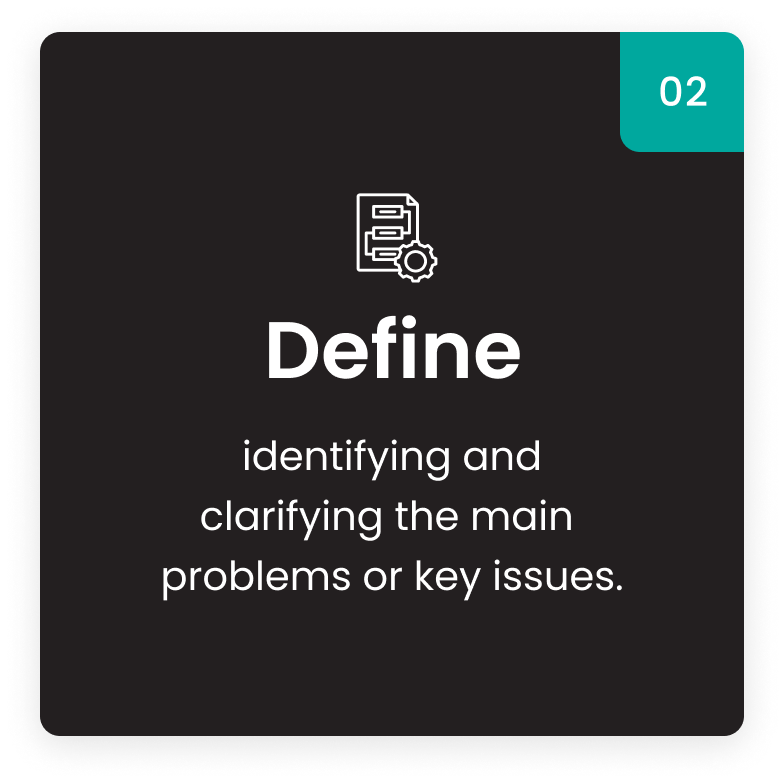 02
Define
identifying and
clarifying the main
problems or key issues.